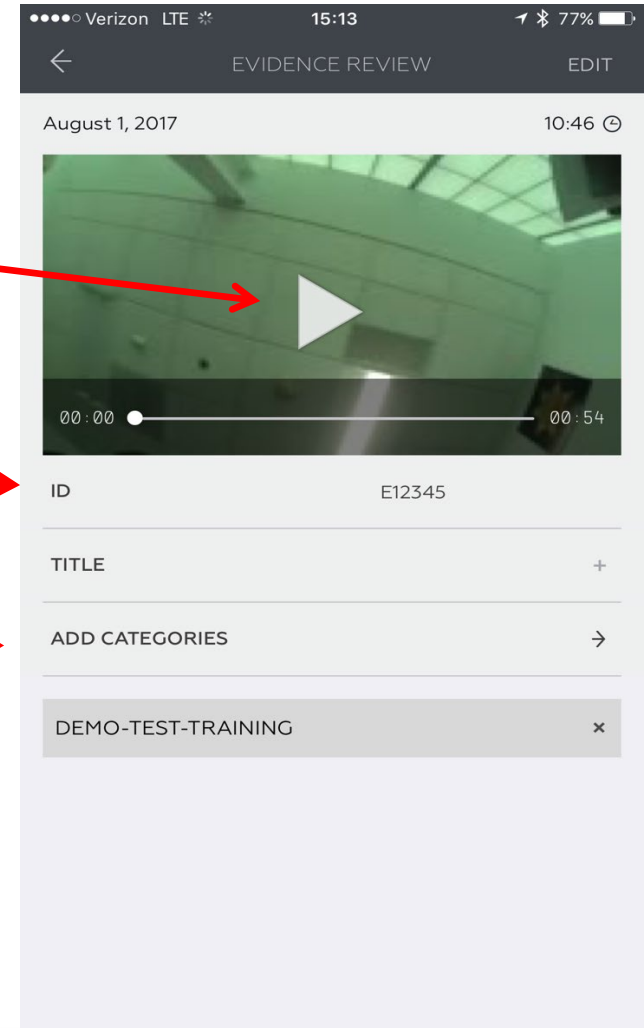 Verizon LTE 15:13 77%
EVIDENCE REVIEW EDIT
August 1, 2017 10:46
00:00 00:54
ID E12345
TITLE +
ADD CATEGORIES
DEMO-TEST-TRAINING ×